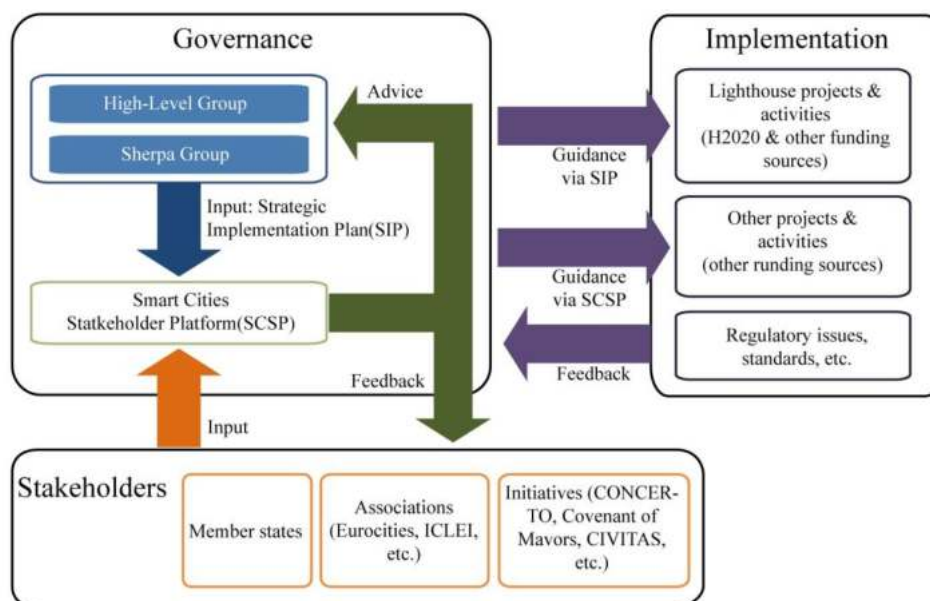 Governance
High-Level Group
Sherpa Group
Advice
Input: Strategic
Implementation Plan(SIP)
Smart Cities
Statkeholder Platform(SCSP)
Feedback
Input
Guidance
via SIP
Guidance
via SCSP
Feedback
Implementation
Lighthouse projects &
activities
(H2020 & other funding
sources)
Other projects &
activities
(other runding sources)
Regulatory issues,
standards, etc.
Stakeholders
Member states
Associations
(Eurocities, ICLEI,
etc.)
Initiatives (CONCER-
TO, Covenant of
Mavors, CIVITAS,
etc.)